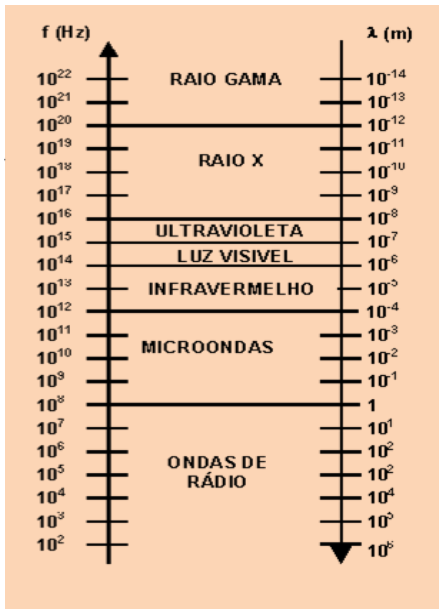 f (Hz) λ (m)
10²² RAIO GAMA 10⁻¹⁴
10²¹ 10⁻¹³
10²⁰ 10⁻¹²
10¹⁹ 10⁻¹¹
10¹⁸ RAIO X 10⁻¹⁰
10¹⁷ 10⁻⁹
10¹⁶ 10⁻⁸
ULTRAVIOLETA
10¹⁵ 10⁻⁷
LUZ VISIVEL
10¹⁴ 10⁻⁶
10¹³ INFRAVERMELHO 10⁻⁵
10¹² 10⁻⁴
10¹¹ 10⁻³
10¹⁰ MICROONDAS 10⁻²
10⁹ 10⁻¹
10⁸ 1
10⁷ 10¹
10⁶ 10²
10⁵ ONDAS DE 10²
10⁴ RÁDIO 10⁴
10³ 10⁵
10² 10⁶